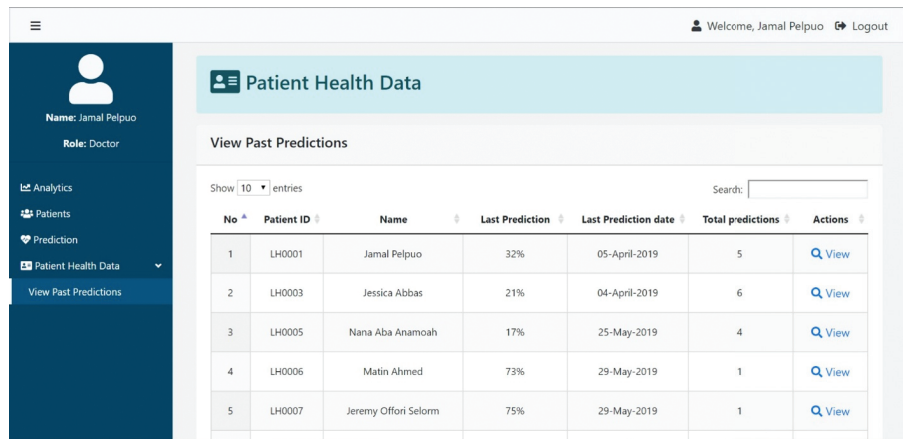 Welcome, Jamal Pelpuo Logout
Name: Jamal Pelpuo
Role: Doctor
Analytics
Patients
Prediction
Patient Health Data
View Past Predictions
Patient Health Data
View Past Predictions
Show 10 entries Search:
No Patient ID Name Last Prediction Last Prediction date Total predictions Actions
1 LH0001 Jamal Pelpuo 32% 05-April-2019 5 View
2 LH0003 Jessica Abbas 21% 04-April-2019 6 View
3 LH0005 Nana Aba Anamoah 17% 25-May-2019 4 View
4 LH0006 Matin Ahmed 73% 29-May-2019 1 View
5 LH0007 Jeremy Offori Selorm 75% 29-May-2019 1 View